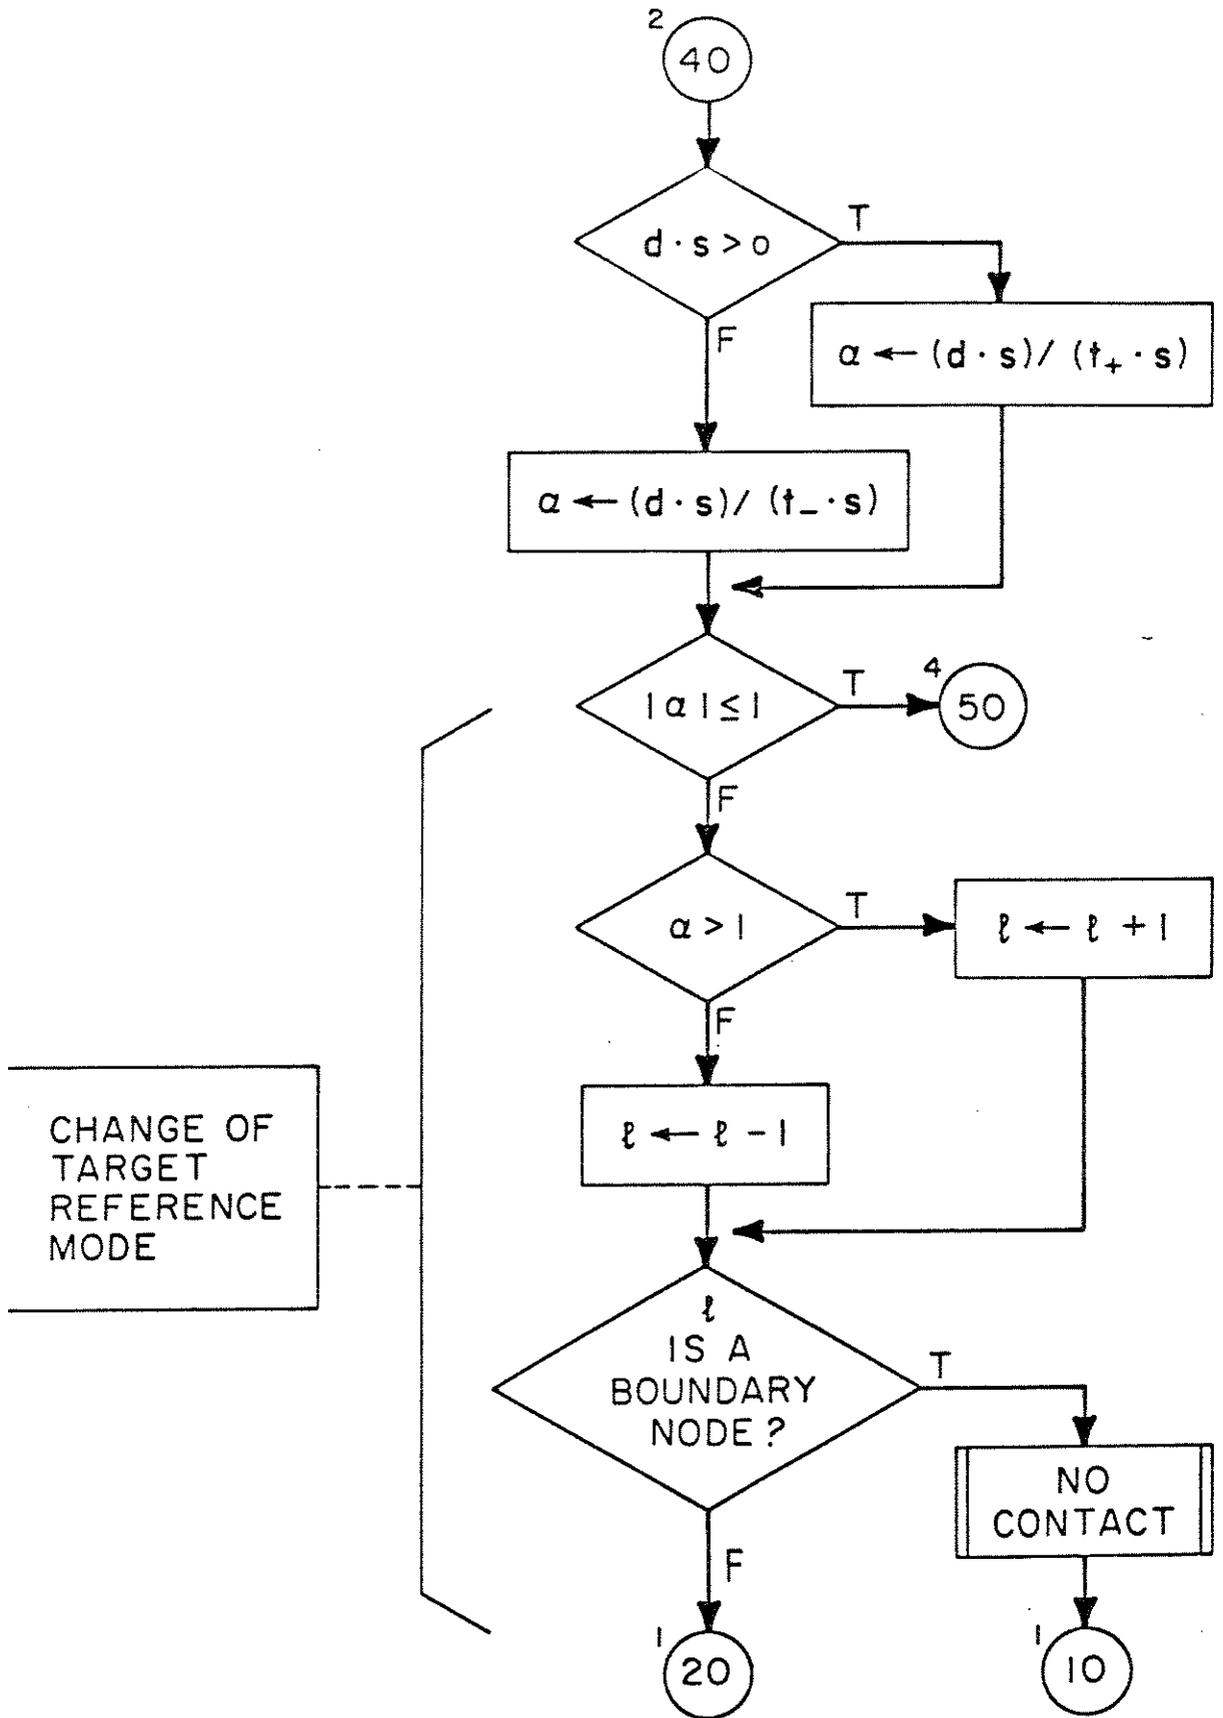 2
40
d · s > 0
T
F
α ← (d · s) / (t₊ · s)
α ← (d · s) / (t₋ · s)
|α| ≤ 1
T
4
50
F
α > 1
T
ℓ ← ℓ + 1
F
ℓ ← ℓ - 1
CHANGE OF
TARGET
REFERENCE
MODE
ℓ
IS A
BOUNDARY
NODE?
T
NO
CONTACT
F
1
20
1
10